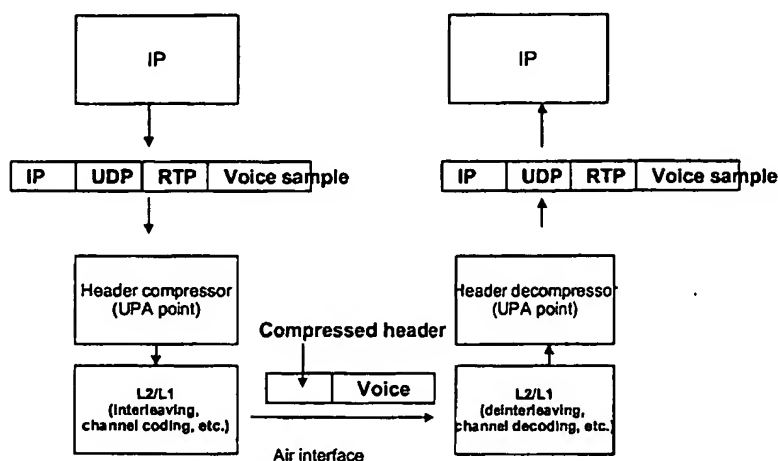 IP
IP
IP UDP RTP Voice sample
IP UDP RTP Voice sample
Header compressor
(UPA point)
Header decompressor
(UPA point)
Compressed header
Voice
L2/L1
(interleaving,
channel coding, etc.)
L2/L1
(deinterleaving,
channel decoding, etc.)
Air interface